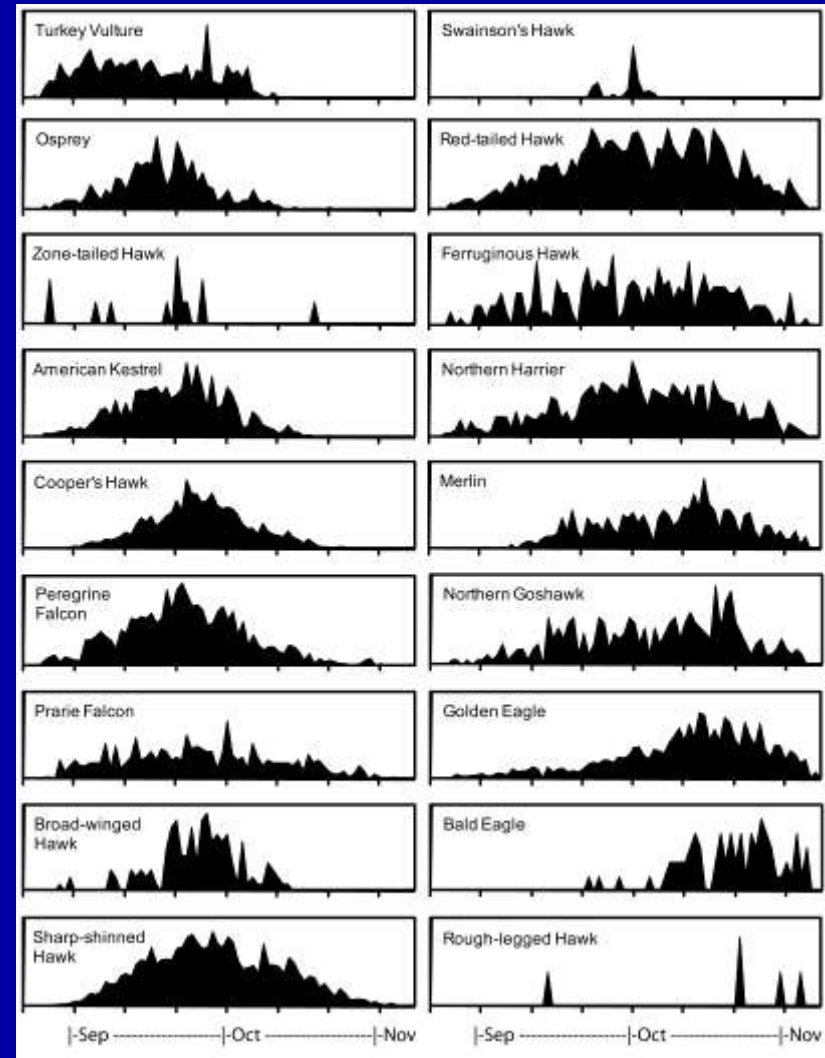 Turkey Vulture
Osprey
Zone-tailed Hawk
American Kestrel
Cooper's Hawk
Peregrine
Falcon
Prarie Falcon
Broad-winged
Hawk
Sharp-shinned
Hawk
|-Sep ----------------------|-Oct -----------------------|-Nov
Swainson's Hawk
Red-tailed Hawk
Ferruginous Hawk
Northern Harrier
Merlin
Northern Goshawk
Golden Eagle
Bald Eagle
Rough-legged Hawk
|-Sep ----------------------|-Oct -----------------------|-Nov